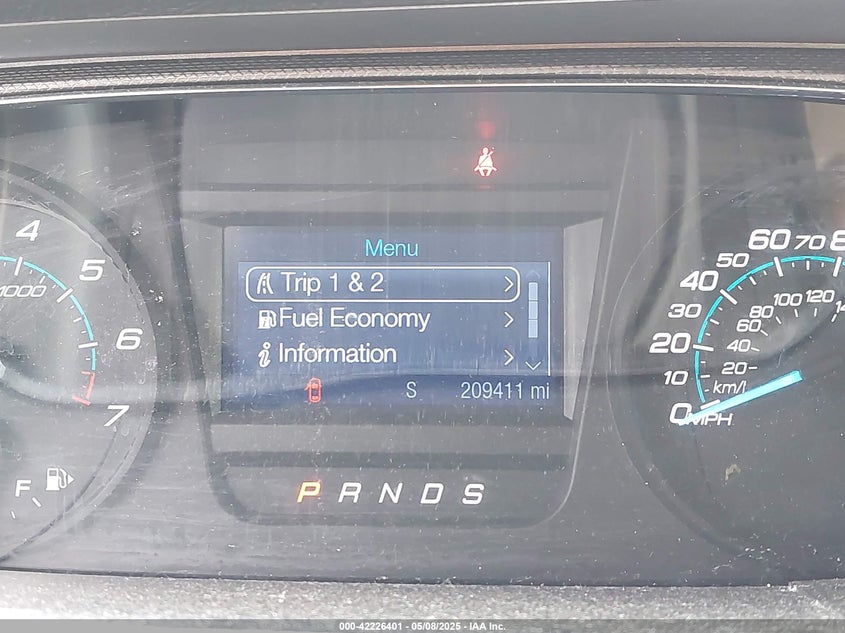 Menu
Trip 1 & 2
Fuel Economy
i Information
S 209411 mi
P R N D S
4
5
6
7
F
0 10 20 30 40 50 60 70 8
20 40 60 80 100 120
km/h
MPH
000-42226401 - 05/08/2025 - IAA Inc.